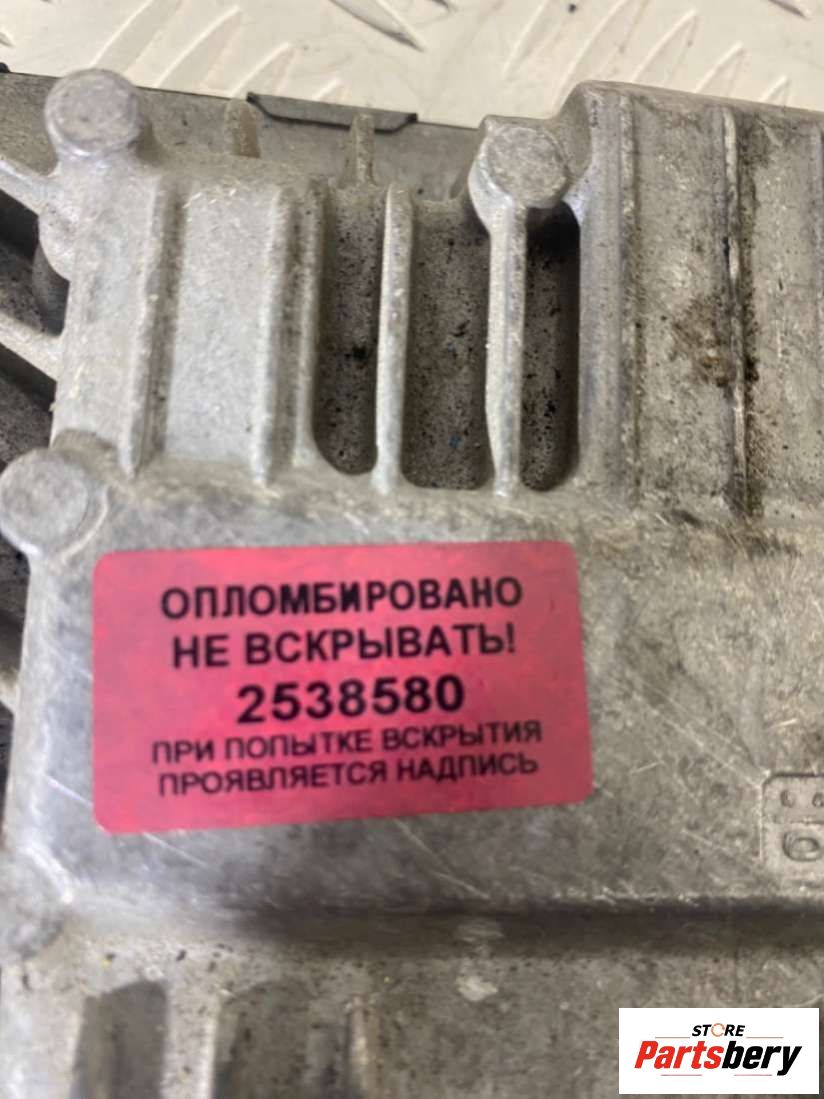 ОПЛОМБИРОВАНО
НЕ ВСКРЫВАТЬ!
2538580
ПРИ ПОПЫТКЕ ВСКРЫТИЯ
ПРОЯВЛЯЕТСЯ НАДПИСЬ
STORE
Partsbery